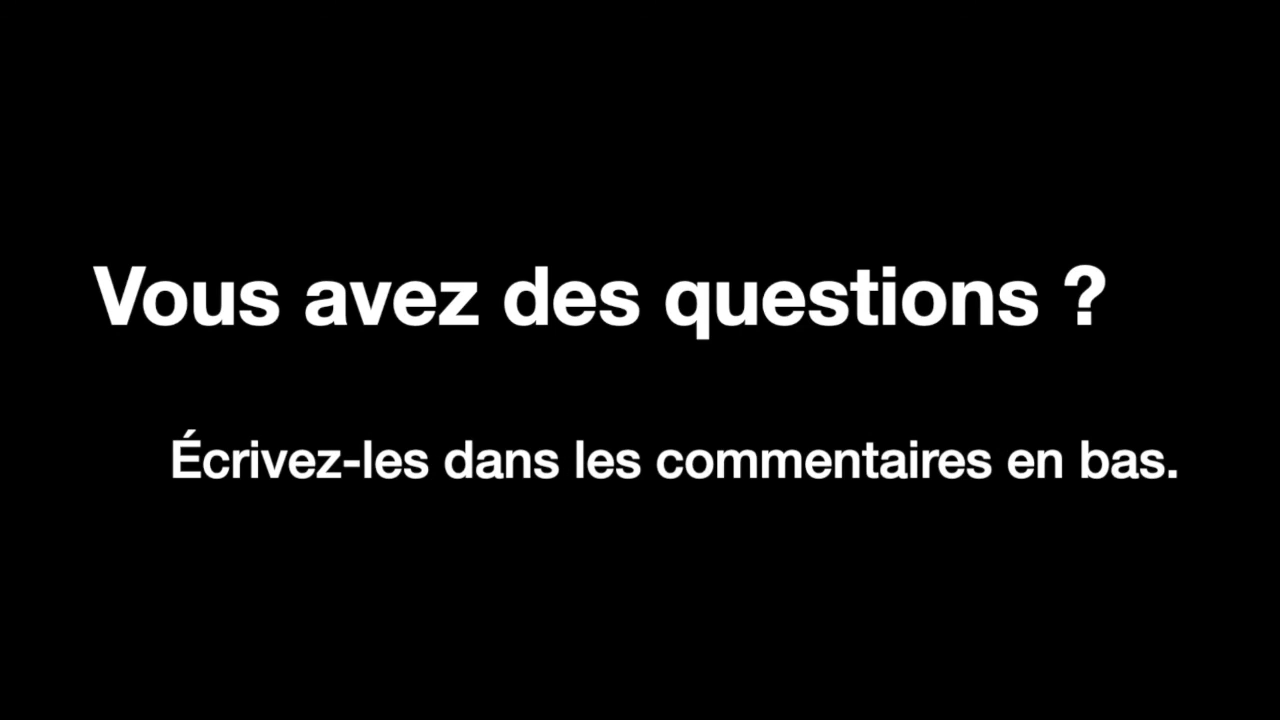 Vous avez des questions ?
Écrivez-les dans les commentaires en bas.